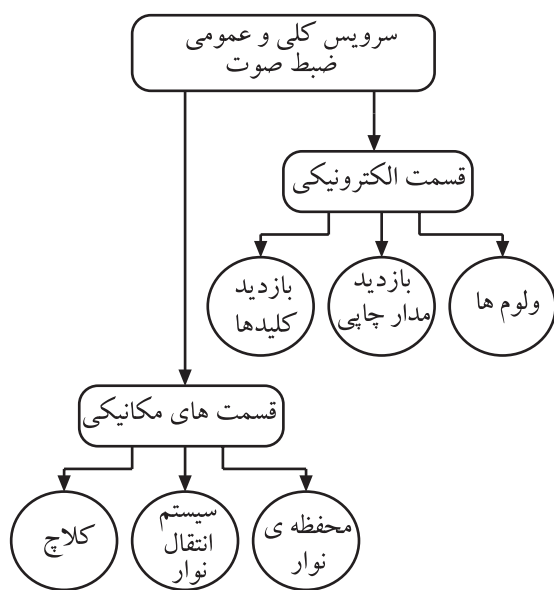 سرویس کلی و عمومی
ضبط صوت
قسمت الکترونیکی
ولوم ها
بازدید
مدار چاپی
بازدید
کلیدها
قسمت های مکانیکی
محفظه ی
نوار
سیستم
انتقال
نوار
کلاچ